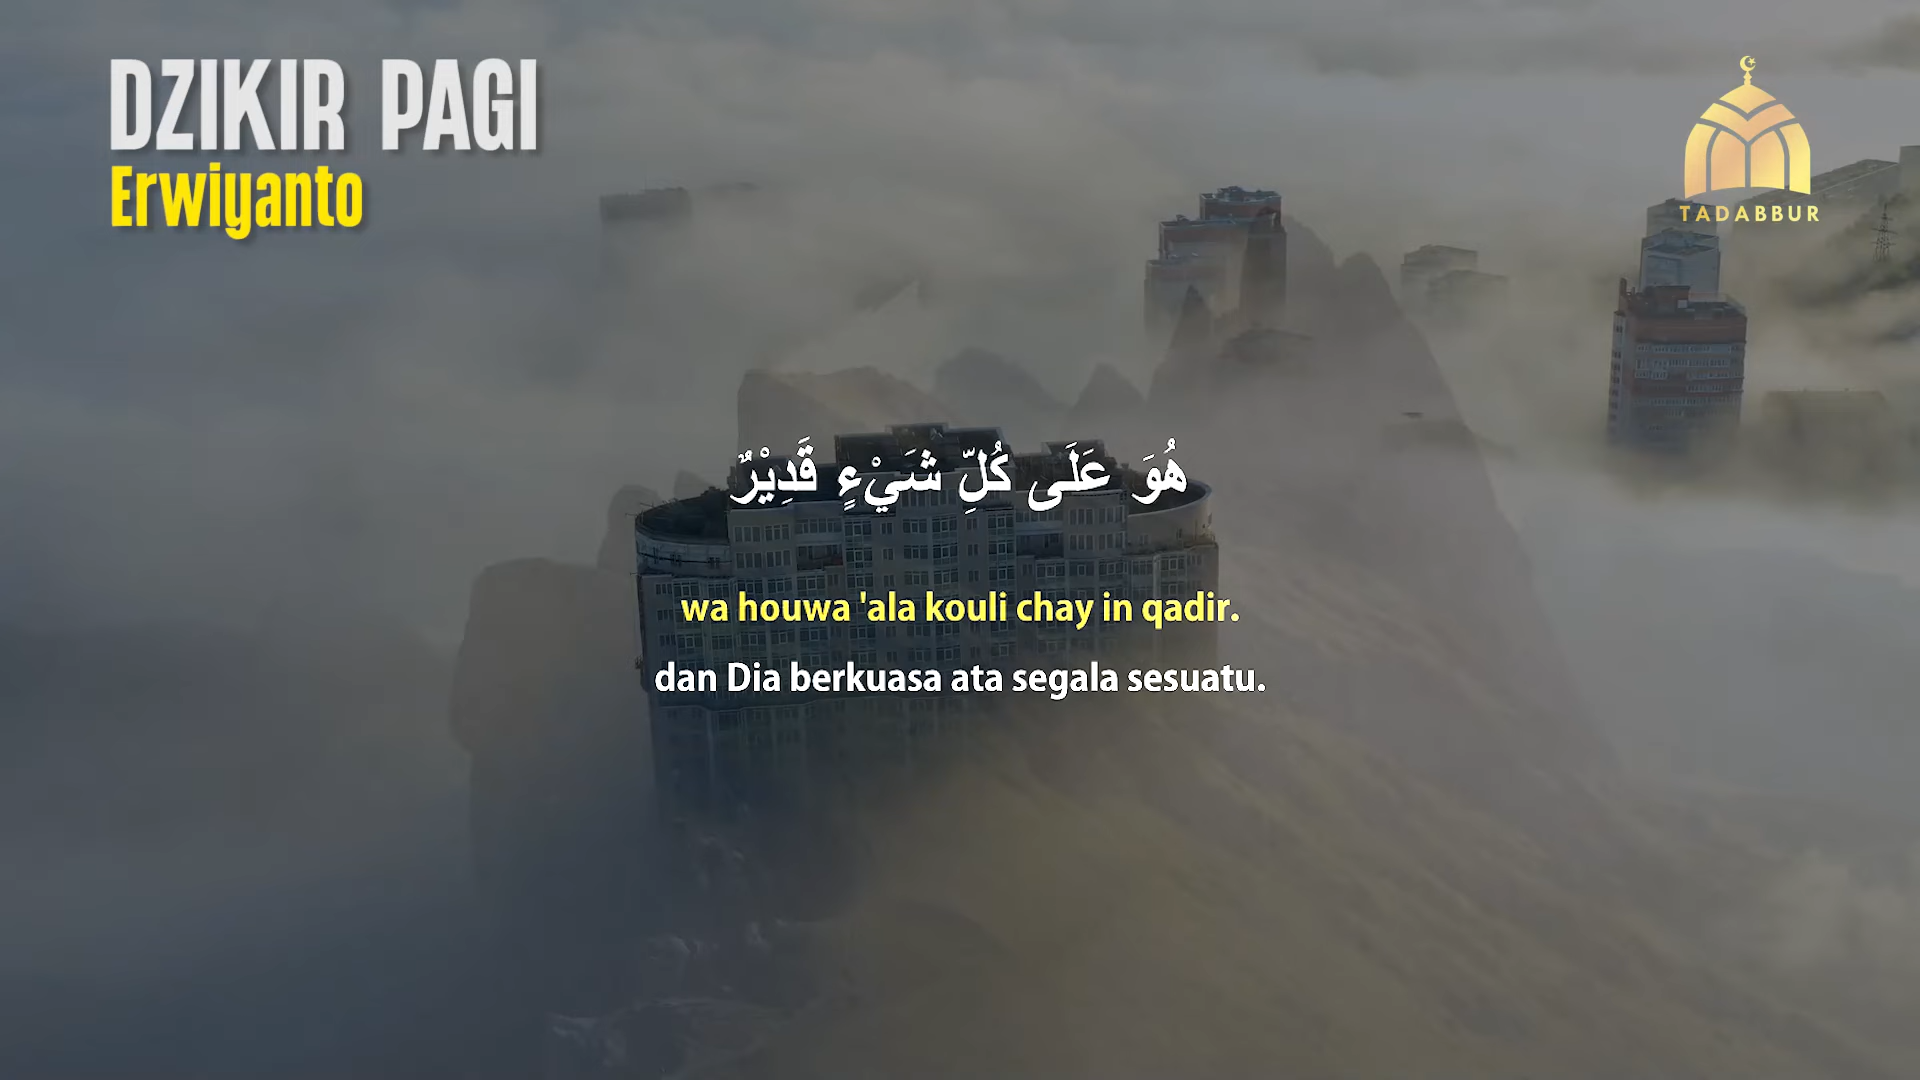 DZIKIR PAGI
Erwiyanto
TADABBUR
هُوَ عَلَى كُلِّ شَيْءٍ قَدِيْرٌ
wa houwa 'ala kouli chay in qadir.
dan Dia berkuasa ata segala sesuatu.